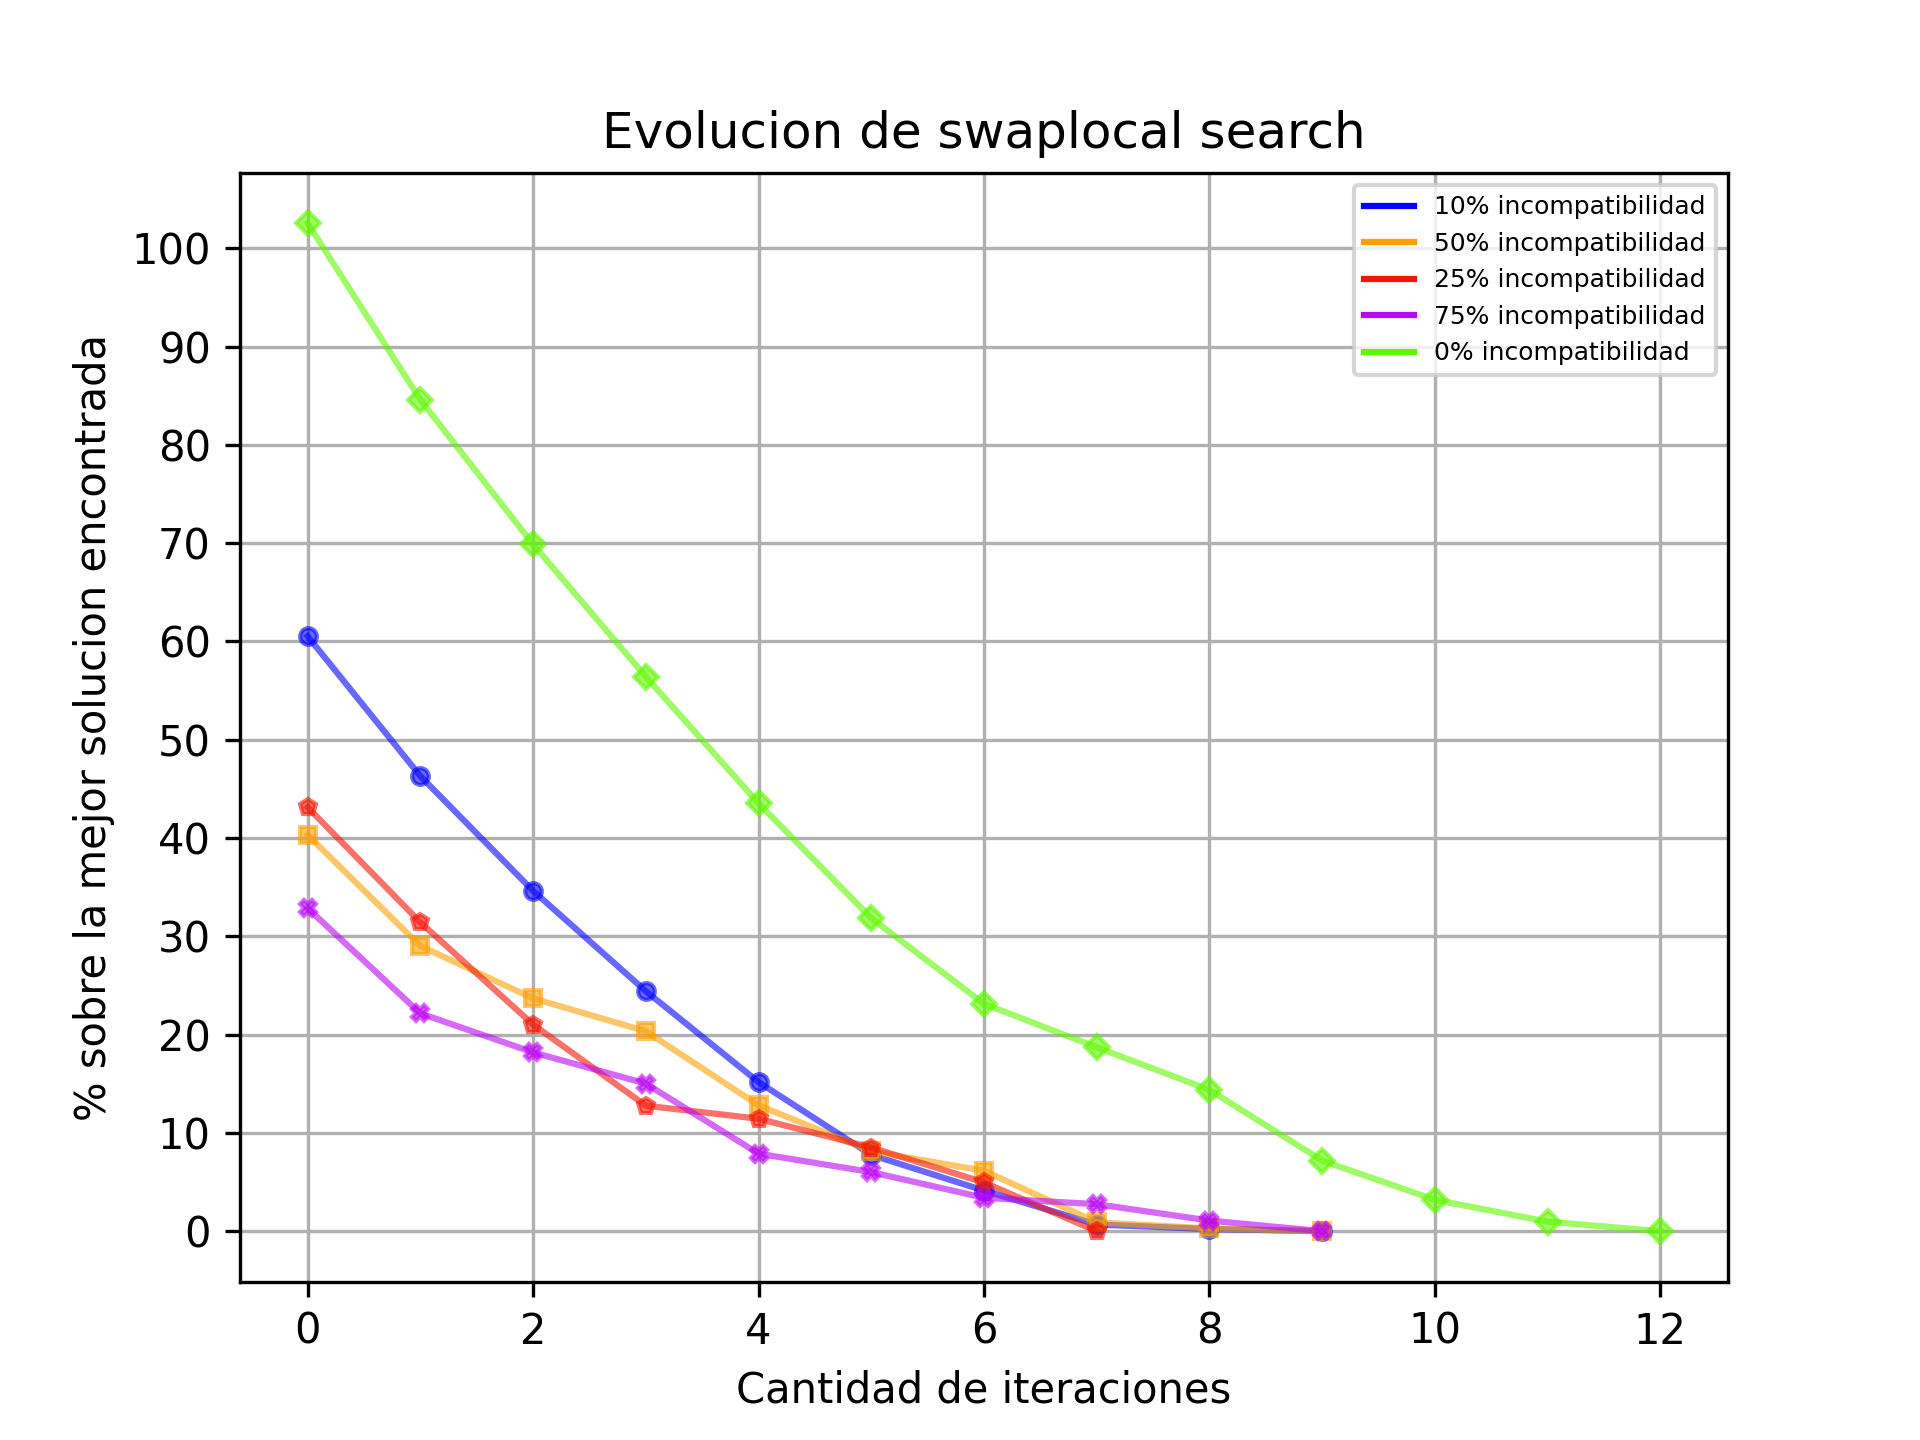 Evolucion de swaplocal search
10% incompatibilidad
50% incompatibilidad
25% incompatibilidad
75% incompatibilidad
0% incompatibilidad
% sobre la mejor solucion encontrada
100
90
80
70
60
50
40
30
20
10
0
0 2 4 6 8 10 12
Cantidad de iteraciones